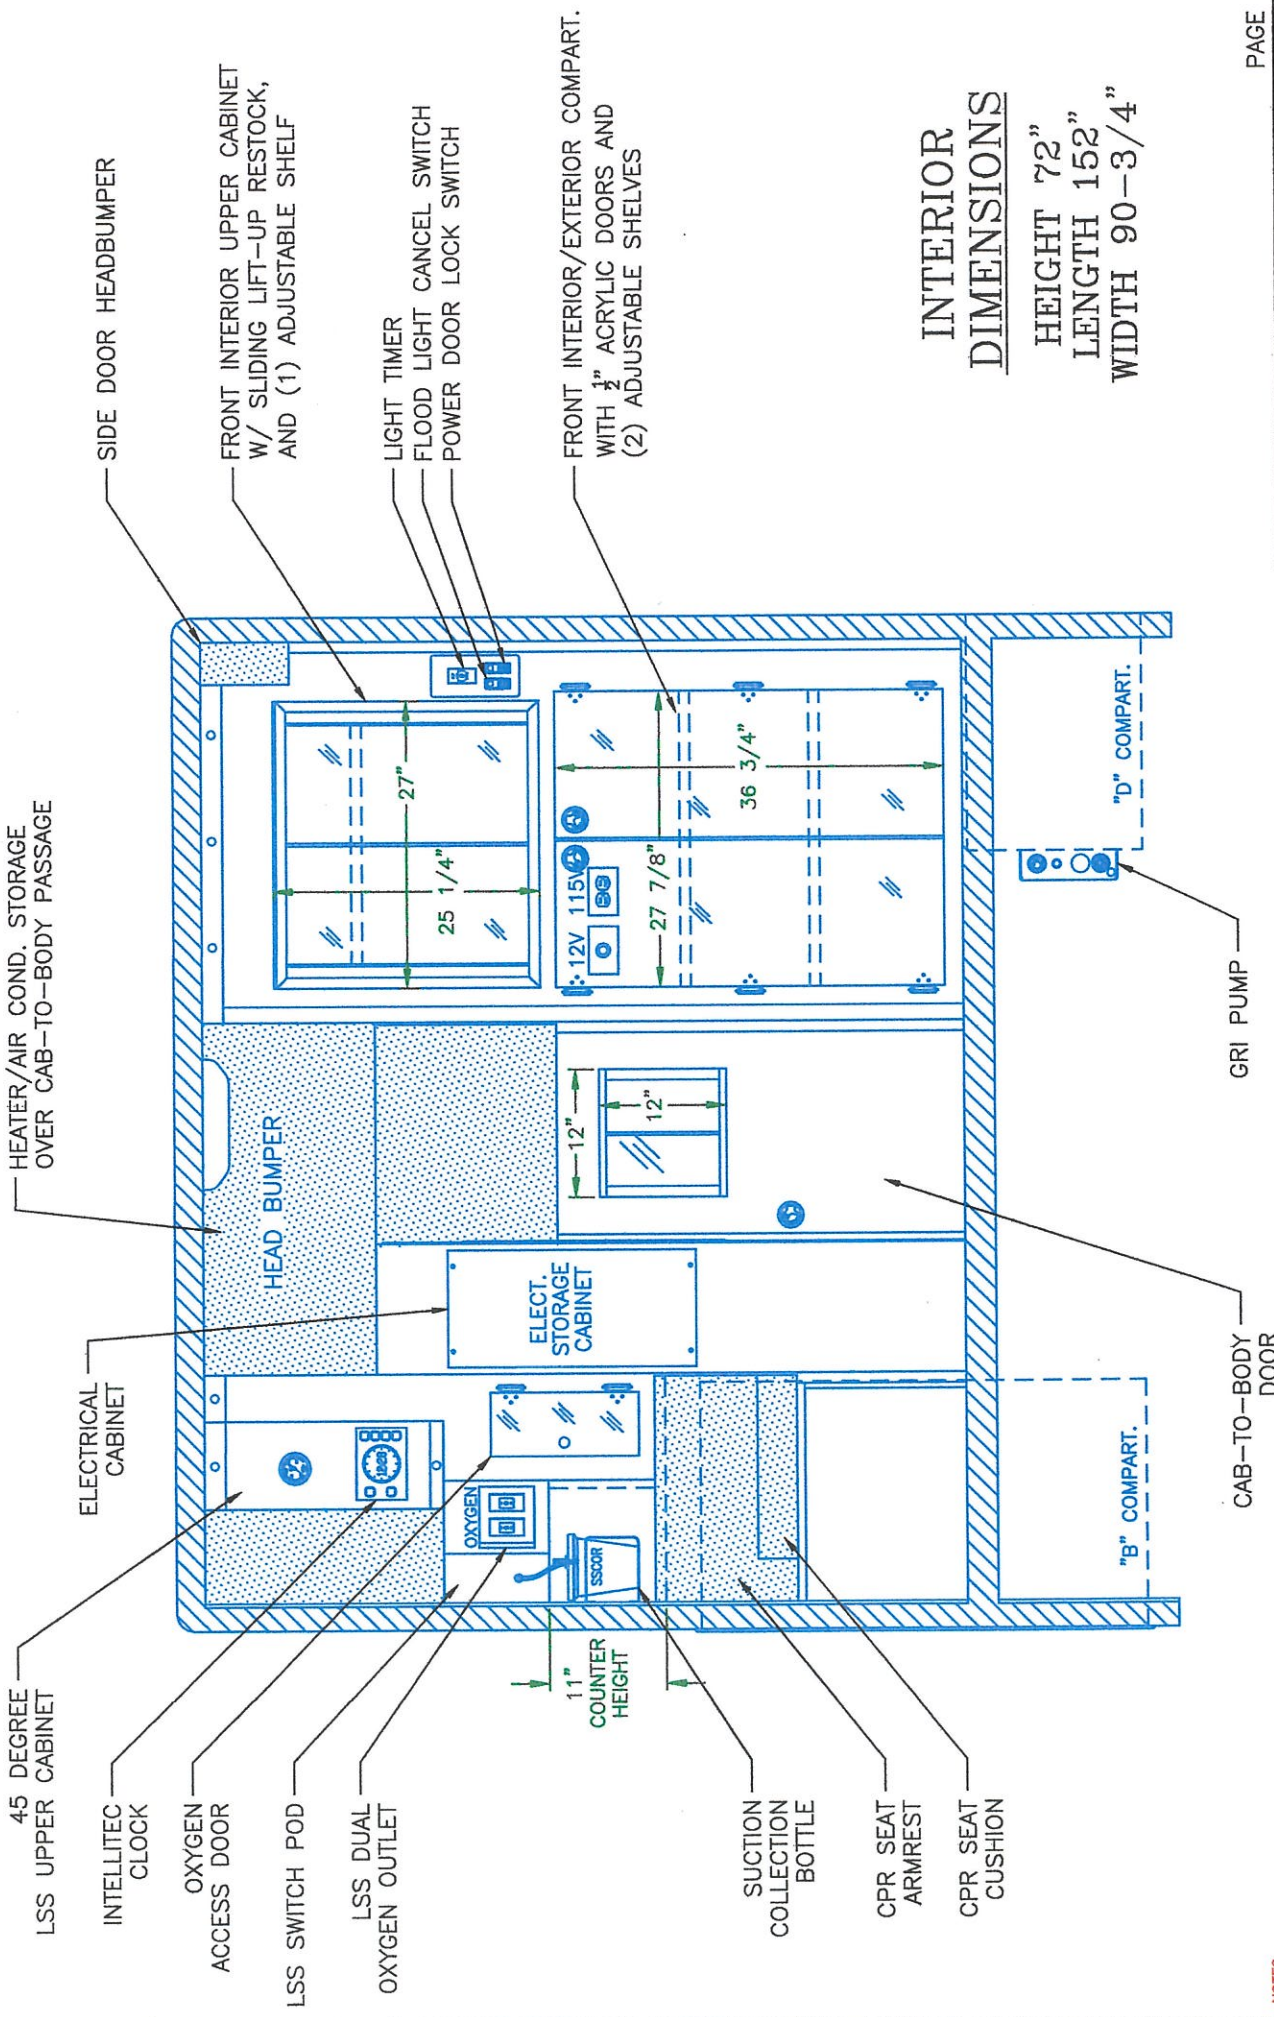 HEATER/AIR COND. STORAGE
OVER CAB-TO-BODY PASSAGE
45 DEGREE
LSS UPPER CABINET
ELECTRICAL
CABINET
SIDE DOOR HEADBUMPER
INTELLITEC
CLOCK
OXYGEN
ACCESS DOOR
LSS SWITCH POD
LSS DUAL
OXYGEN OUTLET
SUCTION
COLLECTION
BOTTLE
CPR SEAT
ARMREST
CPR SEAT
CUSHION
11"
COUNTER
HEIGHT
OXYGEN
SSCOR
HEAD BUMPER
ELECT.
STORAGE
CABINET
12"
12"
27"
25 1/4"
12V 115V
27 7/8"
36 3/4"
"B" COMPART.
"D" COMPART.
FRONT INTERIOR UPPER CABINET
W/ SLIDING LIFT-UP RESTOCK,
AND (1) ADJUSTABLE SHELF
LIGHT TIMER
FLOOD LIGHT CANCEL SWITCH
POWER DOOR LOCK SWITCH
FRONT INTERIOR/EXTERIOR COMPART.
WITH ½" ACRYLIC DOORS AND
(2) ADJUSTABLE SHELVES
CAB-TO-BODY
DOOR
GRI PUMP
INTERIOR
DIMENSIONS
HEIGHT 72"
LENGTH 152"
WIDTH 90-3/4"
PAGE